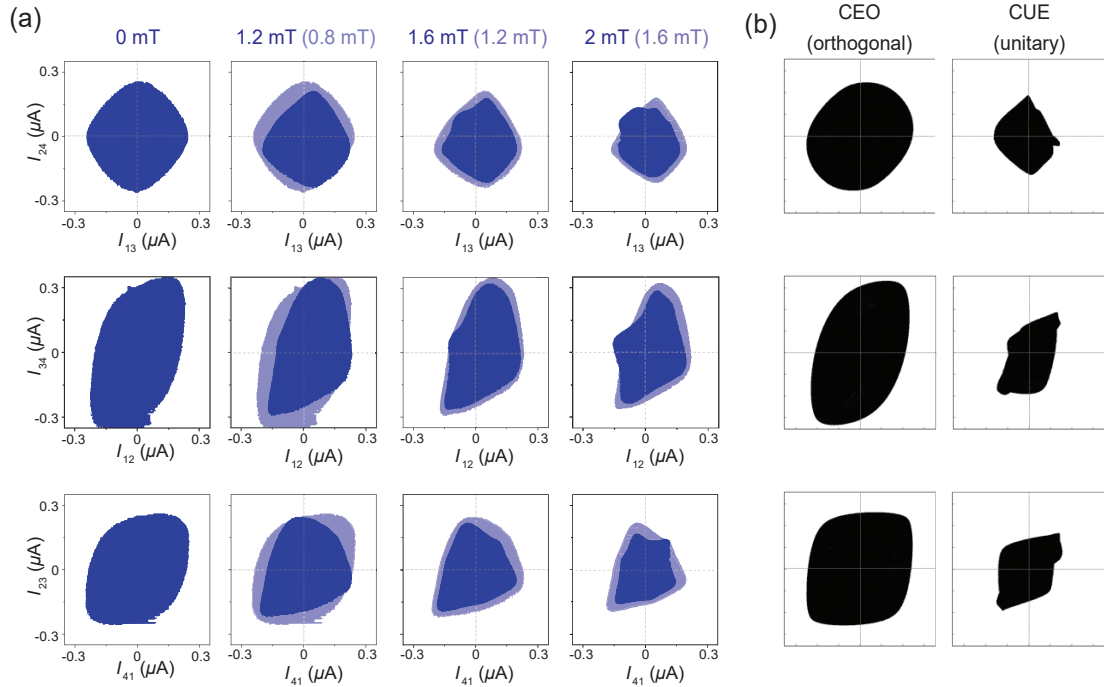 (a)
0 mT
1.2 mT (0.8 mT)
1.6 mT (1.2 mT)
2 mT (1.6 mT)
(b)
CEO
(orthogonal)
CUE
(unitary)
0.3
0
-0.3
I24 (µA)
-0.3 0 0.3
I13 (µA)
-0.3 0 0.3
I13 (µA)
-0.3 0 0.3
I13 (µA)
-0.3 0 0.3
I13 (µA)
0.3
0
-0.3
I34 (µA)
-0.3 0 0.3
I12 (µA)
-0.3 0 0.3
I12 (µA)
-0.3 0 0.3
I12 (µA)
-0.3 0 0.3
I12 (µA)
0.3
0
-0.3
I23 (µA)
-0.3 0 0.3
I41 (µA)
-0.3 0 0.3
I41 (µA)
-0.3 0 0.3
I41 (µA)
-0.3 0 0.3
I41 (µA)